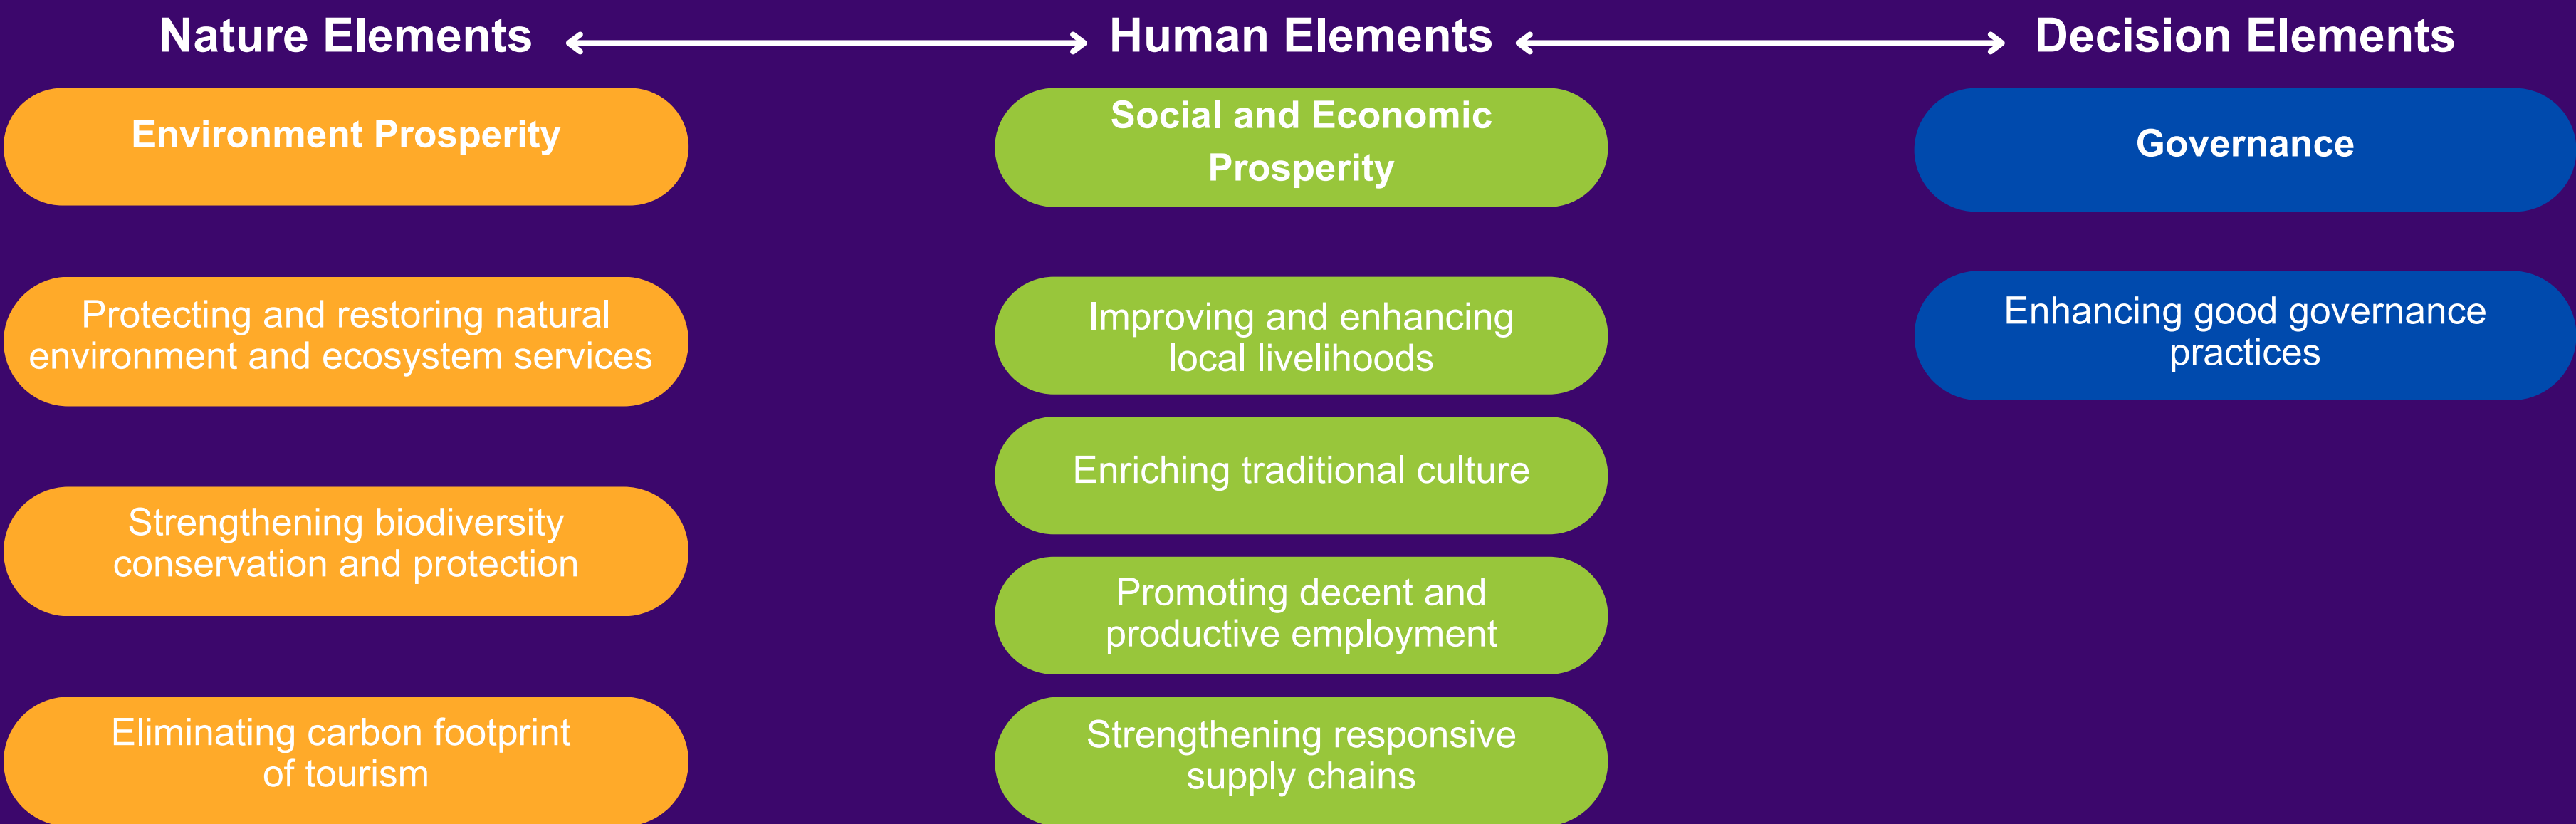 Nature Elements
Human Elements
Decision Elements
Environment Prosperity
Social and Economic
Prosperity
Governance
Protecting and restoring natural
environment and ecosystem services
Improving and enhancing
local livelihoods
Enhancing good governance
practices
Enriching traditional culture
Strengthening biodiversity
conservation and protection
Promoting decent and
productive employment
Eliminating carbon footprint
of tourism
Strengthening responsive
supply chains